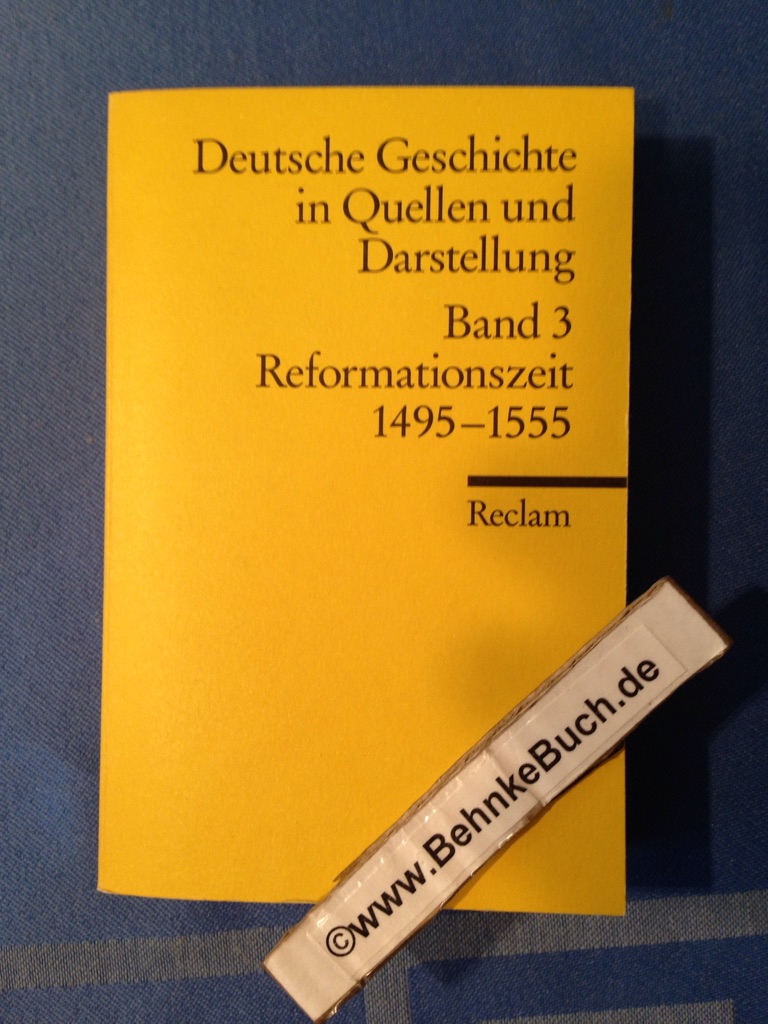 Deutsche Geschichte
in Quellen und
Darstellung
Band 3
Reformationszeit
1495–1555
Reclam
©www.BehnkeBuch.de